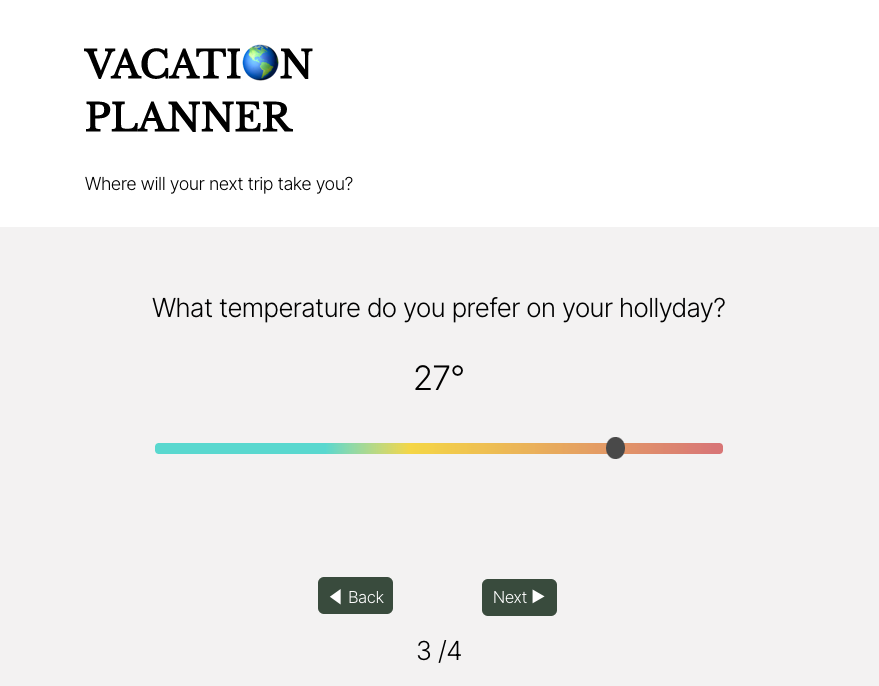 VACATI🌎N
PLANNER
Where will your next trip take you?
What temperature do you prefer on your hollyday?
27°
◀ Back
Next ▶
3 /4